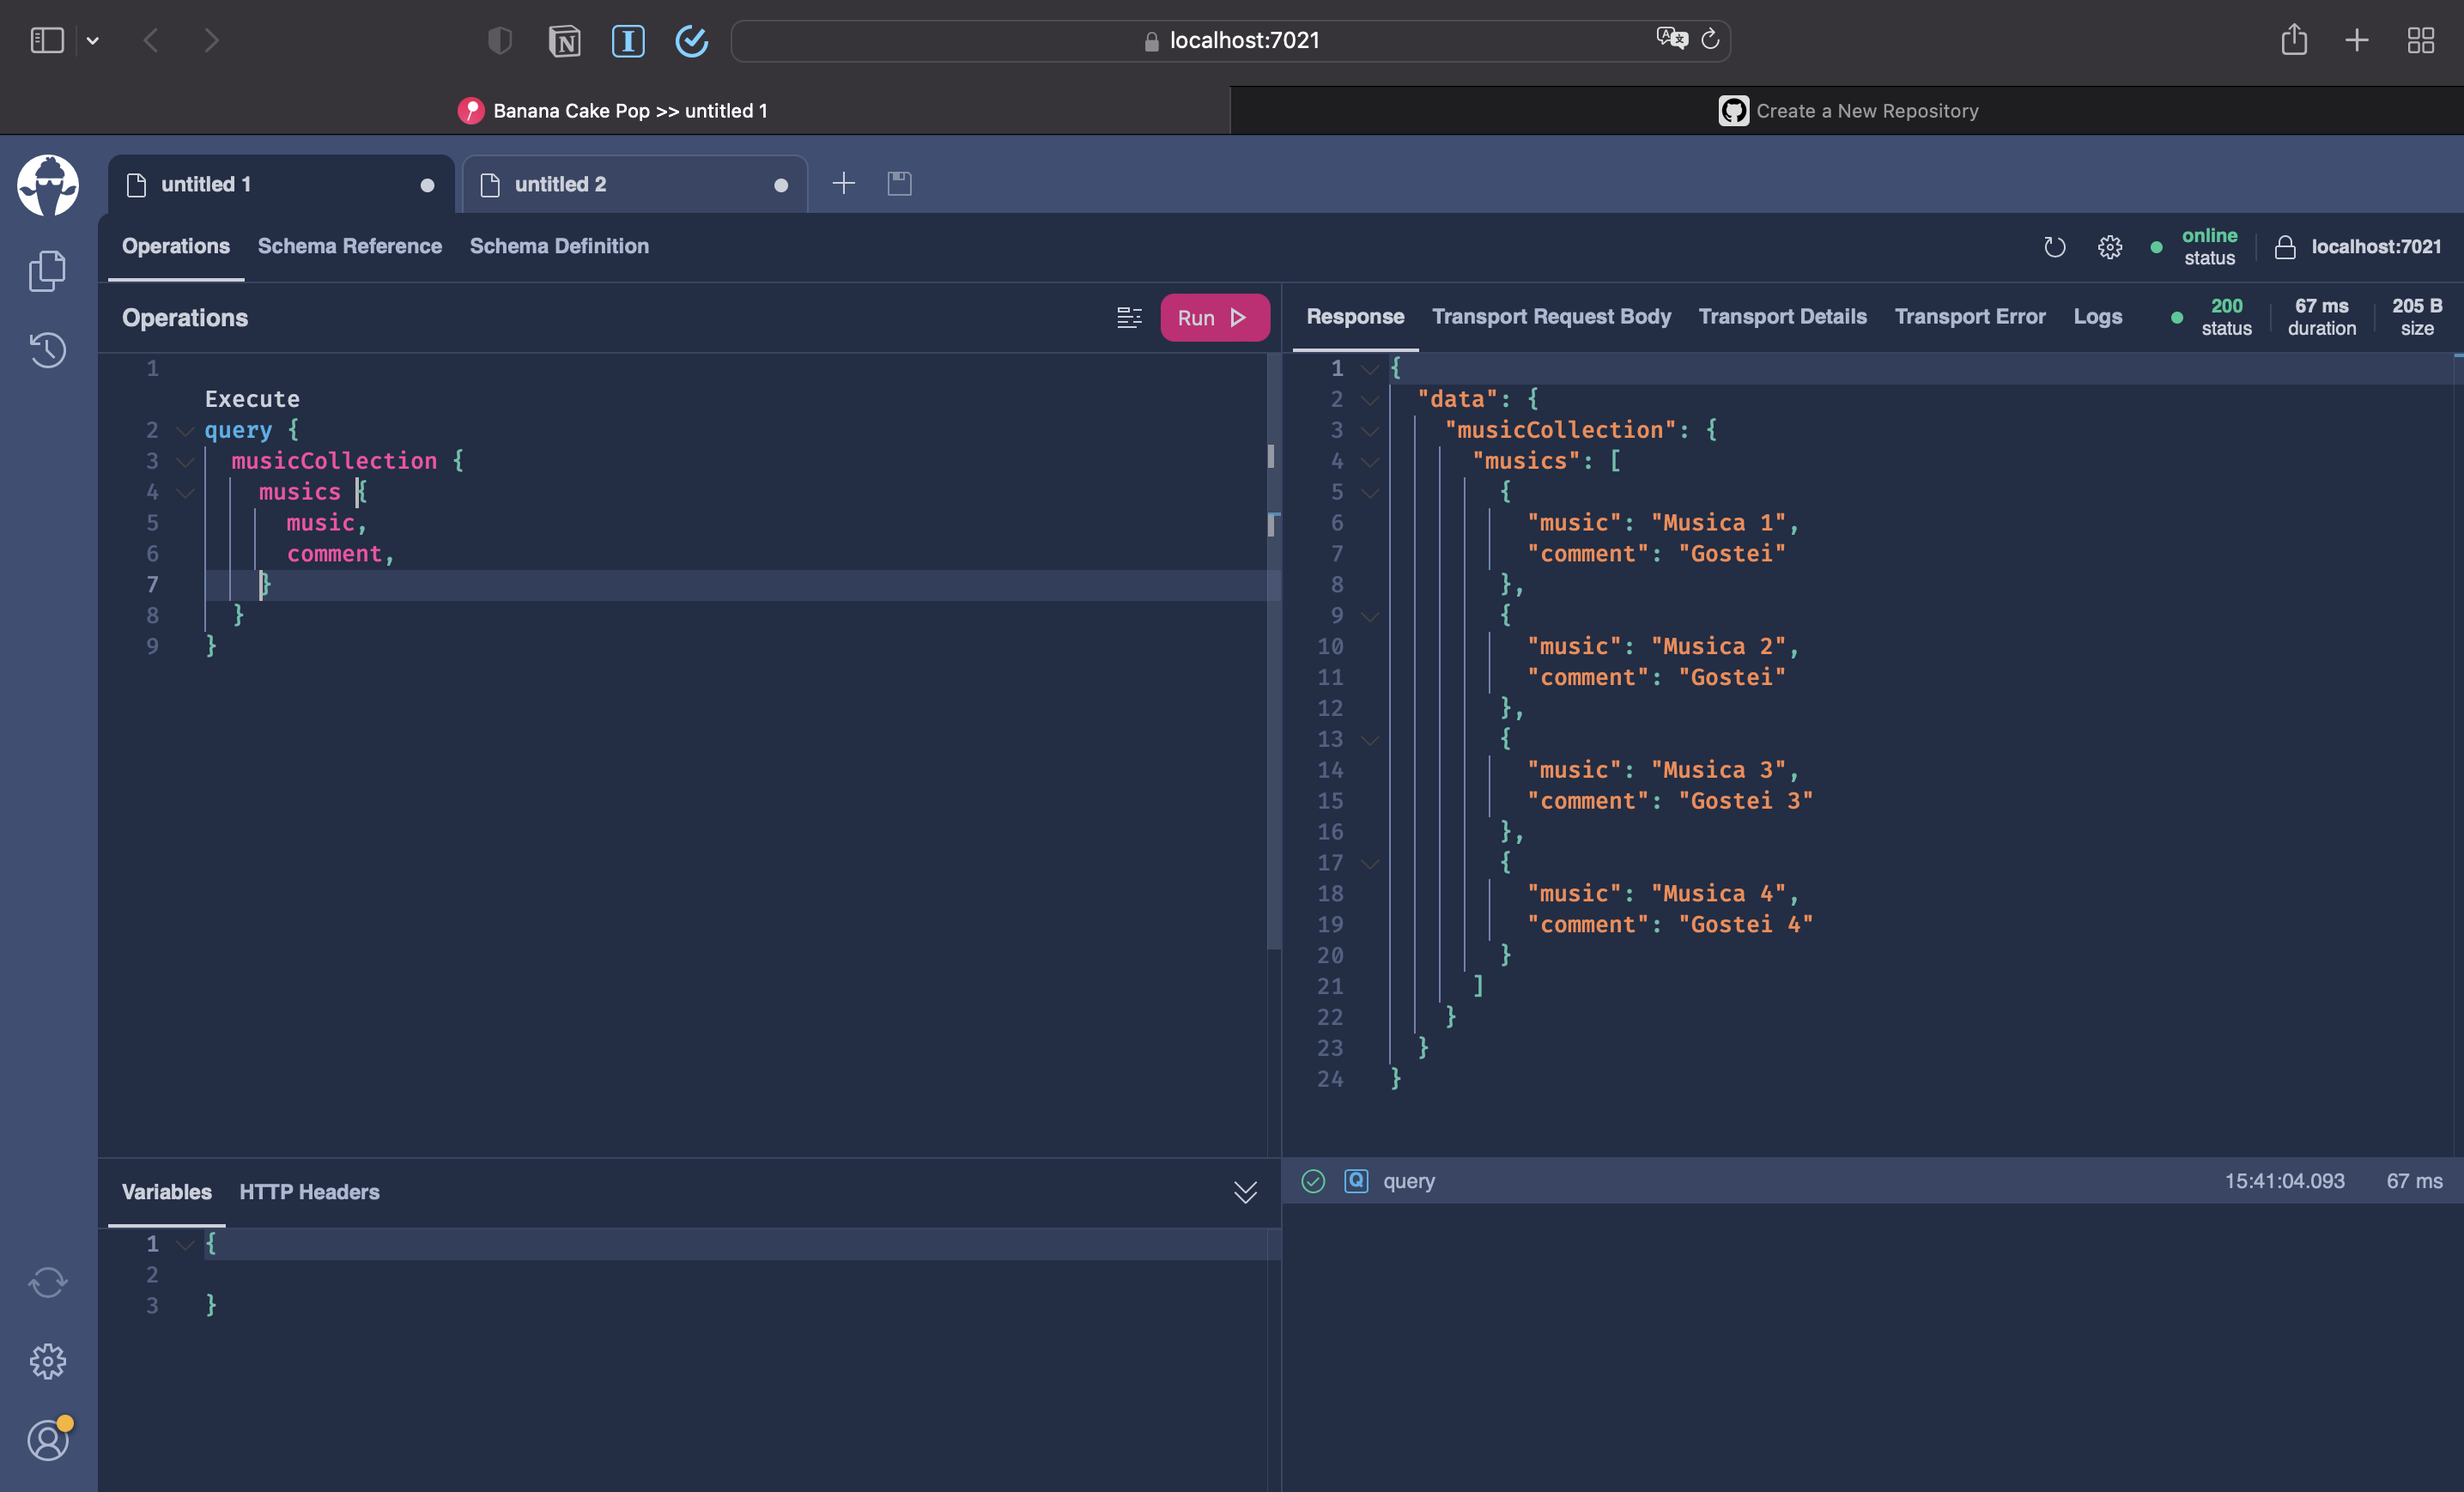 localhost:7021
Banana Cake Pop >> untitled 1
Create a New Repository
untitled 1
untitled 2
Operations Schema Reference Schema Definition
online
status
localhost:7021
Operations
Run
1
Execute
2 query {
3 musicCollection {
4 musics {
5 music,
6 comment,
7 }
8 }
9 }
Response Transport Request Body Transport Details Transport Error Logs
200
status
67 ms
duration
205 B
size
1 {
2 "data": {
3 "musicCollection": {
4 "musics": [
5 {
6 "music": "Musica 1",
7 "comment": "Gostei"
8 },
9 {
10 "music": "Musica 2",
11 "comment": "Gostei"
12 },
13 {
14 "music": "Musica 3",
15 "comment": "Gostei 3"
16 },
17 {
18 "music": "Musica 4",
19 "comment": "Gostei 4"
20 }
21 ]
22 }
23 }
24 }
Variables HTTP Headers
1 {
2
3 }
Q query 15:41:04.093 67 ms